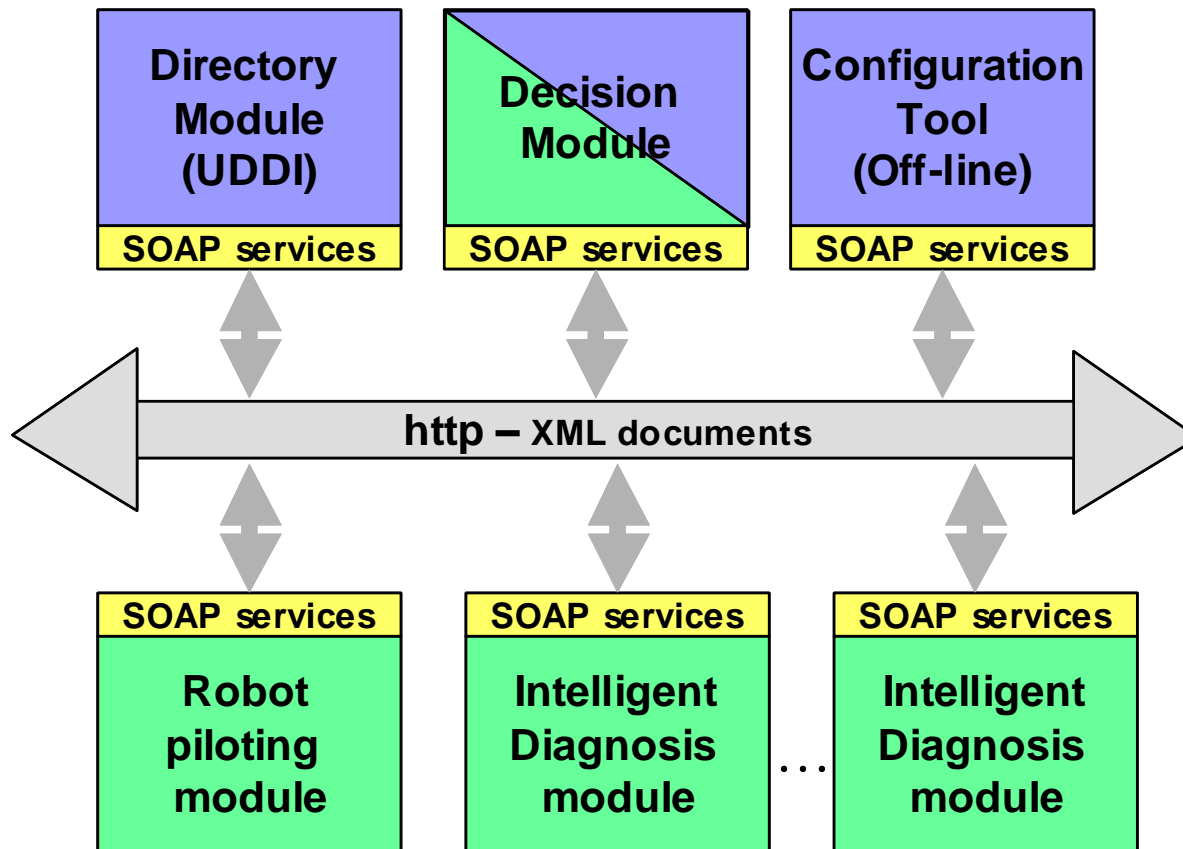 Directory
Module
(UDDI)
SOAP services
Decision
Module
SOAP services
Configuration
Tool
(Off-line)
SOAP services
http – XML documents
SOAP services
Robot
piloting
module
SOAP services
Intelligent
Diagnosis
module
...
SOAP services
Intelligent
Diagnosis
module